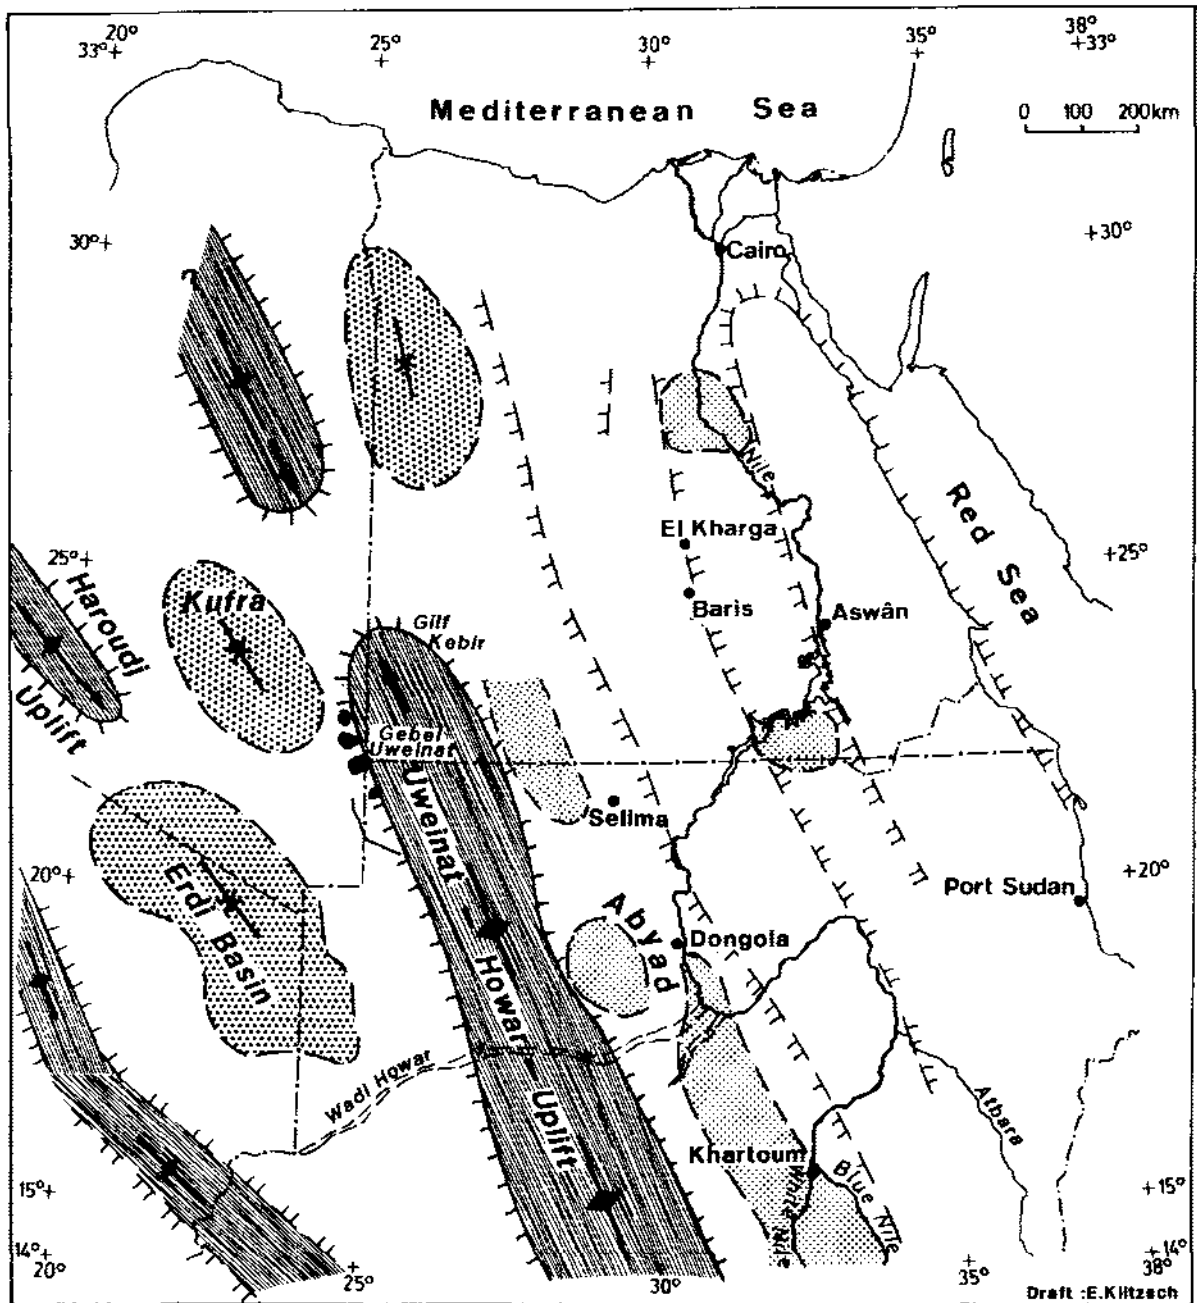 20° 25° 30° 35° 38°
33° +33°
Mediterranean Sea
0 100 200km
30° +30°
Cairo
?
Nile
Red Sea
El Kharga
25° +25°
Haroudj
Uplift
Kufra
Baris
Aswân
Gilf
Kebir
Gebel
Uweinat
Selima
20° +20°
Erdi Basin
Uweinat Howar Uplift
Port Sudan
Abyad
Dongola
Wadi Howar
Atbara
Khartoum
White Nile
Blue Nile
15° +15°
14° +14°
20° 25° 30° 35° 38°
Draft :E.Klitzsch